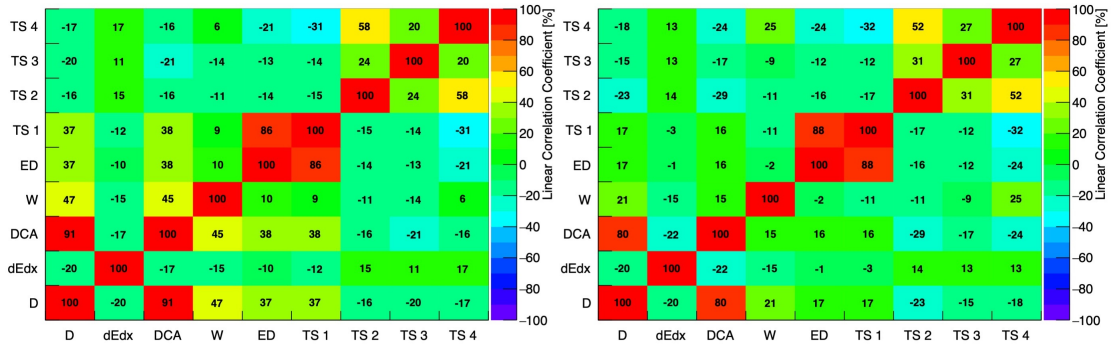 TS 4 -17 17 -16 6 -21 -31 58 20 100
TS 3 -20 11 -21 -14 -13 -14 24 100 20
TS 2 -16 15 -16 -11 -14 -15 100 24 58
TS 1 37 -12 38 9 86 100 -15 -14 -31
ED 37 -10 38 10 100 86 -14 -13 -21
W 47 -15 45 100 10 9 -11 -14 6
DCA 91 -17 100 45 38 38 -16 -21 -16
dEdx -20 100 -17 -15 -10 -12 15 11 17
D 100 -20 91 47 37 37 -16 -20 -17
D dEdx DCA W ED TS 1 TS 2 TS 3 TS 4
100
80
60
40
20
0
−20
−40
−60
−80
−100
Linear Correlation Coefficient [%]
TS 4 -18 13 -24 25 -24 -32 52 27 100
TS 3 -15 13 -17 -9 -12 -12 31 100 27
TS 2 -23 14 -29 -11 -16 -17 100 31 52
TS 1 17 -3 16 -11 88 100 -17 -12 -32
ED 17 -1 16 -2 100 88 -16 -12 -24
W 21 -15 15 100 -2 -11 -11 -9 25
DCA 80 -22 100 15 16 16 -29 -17 -24
dEdx -20 100 -22 -15 -1 -3 14 13 13
D 100 -20 80 21 17 17 -23 -15 -18
D dEdx DCA W ED TS 1 TS 2 TS 3 TS 4
100
80
60
40
20
0
−20
−40
−60
−80
−100
Linear Correlation Coefficient [%]